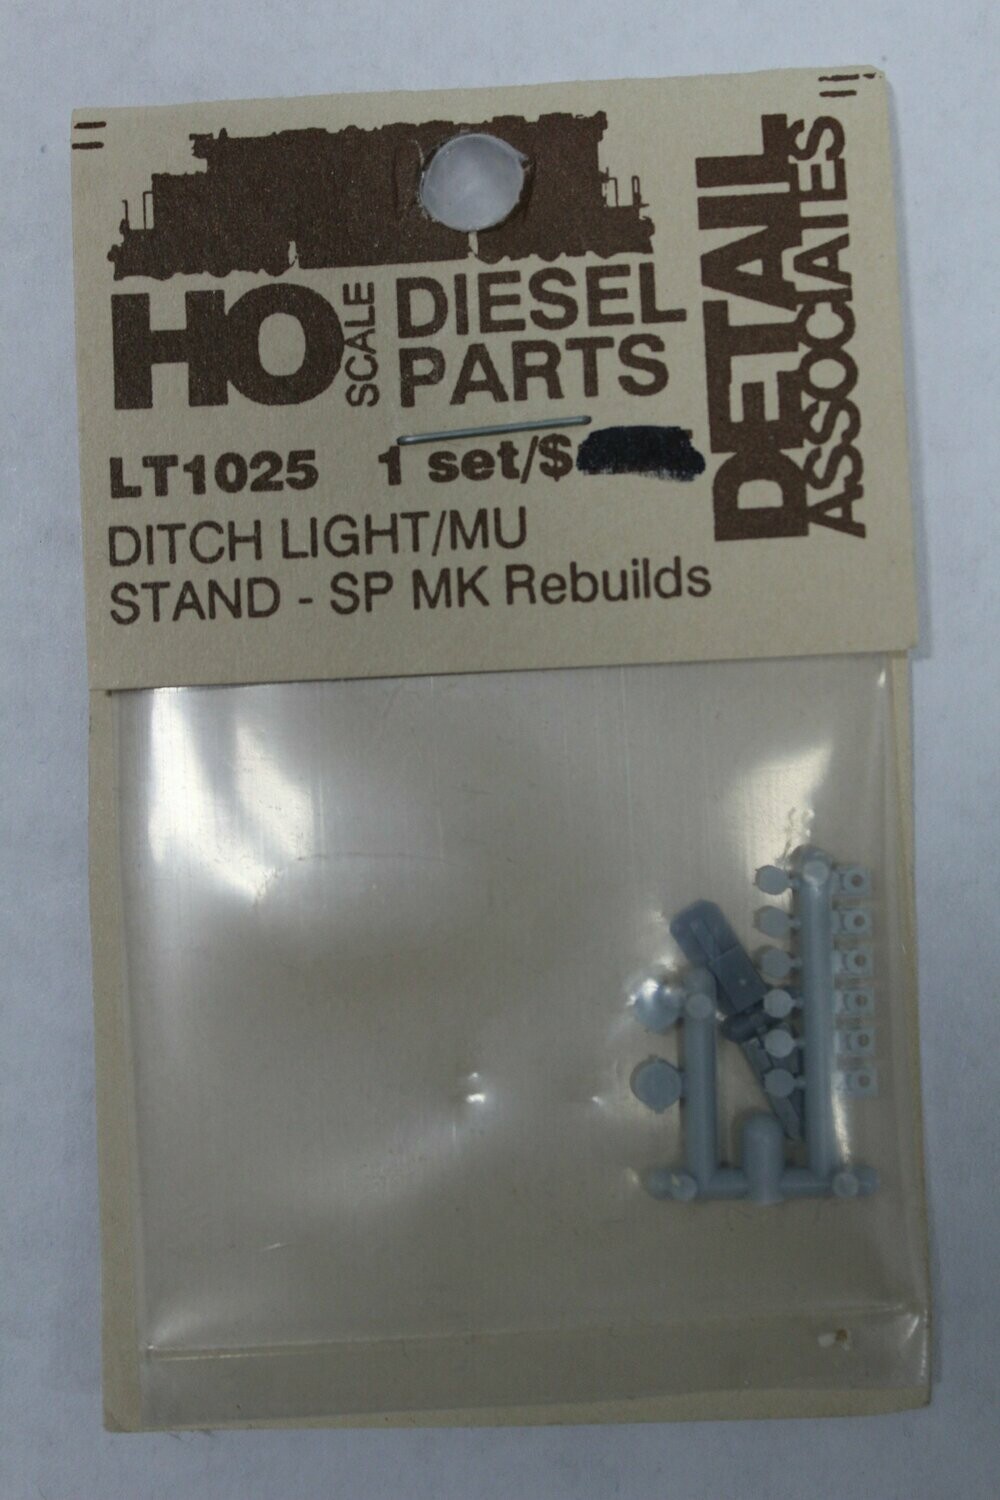 HO SCALE DIESEL
PARTS
DETAIL
ASSOCIATES
LT1025 1 set/$
DITCH LIGHT/MU
STAND - SP MK Rebuilds